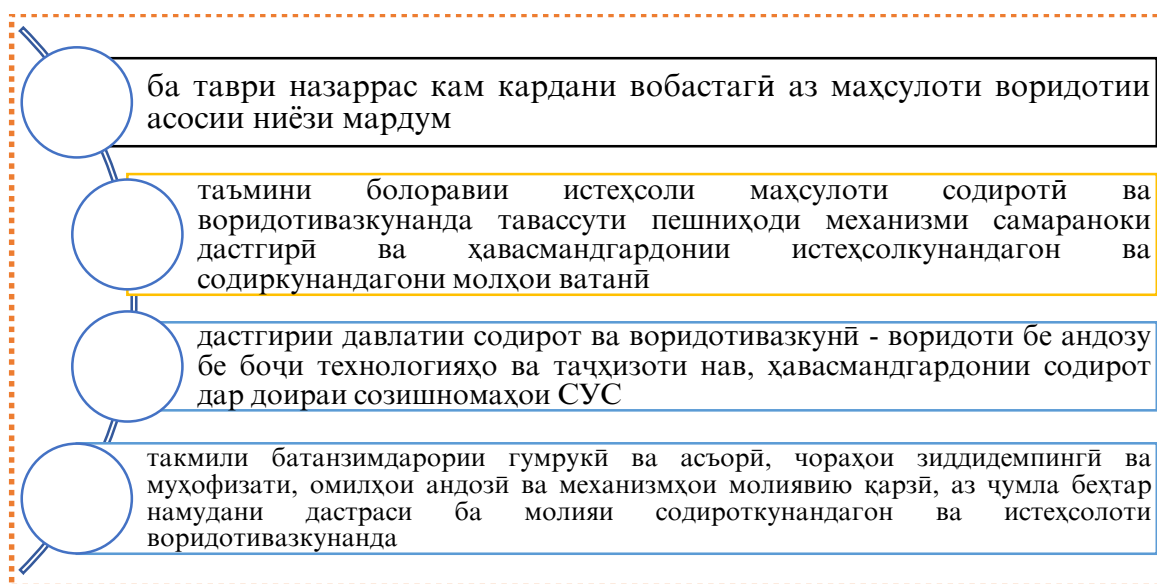 ба таври назаррас кам кардани вобастагӣ аз маҳсулоти воридотии
асосии ниёзи мардум
таъмини болоравии истеҳсоли маҳсулоти содиротӣ ва
воридотивазкунанда тавассути пешниҳоди механизми самараноки
дастгирӣ ва ҳавасмандгардонии истеҳсолкунандагон ва
содиркунандагони молҳои ватанӣ
дастгирии давлатии содирот ва воридотивазкунӣ - воридоти бе андозу
бе боҷи технологияҳо ва таҷҳизоти нав, ҳавасмандгардонии содирот
дар доираи созишномаҳои СУС
такмили батанзимдарории гумрукӣ ва асъорӣ, чораҳои зиддидемпингӣ ва
муҳофизати, омилҳои андозӣ ва механизмҳои молиявию қарзӣ, аз ҷумла беҳтар
намудани дастраси ба молияи содироткунандагон ва истеҳсолоти
воридотивазкунанда